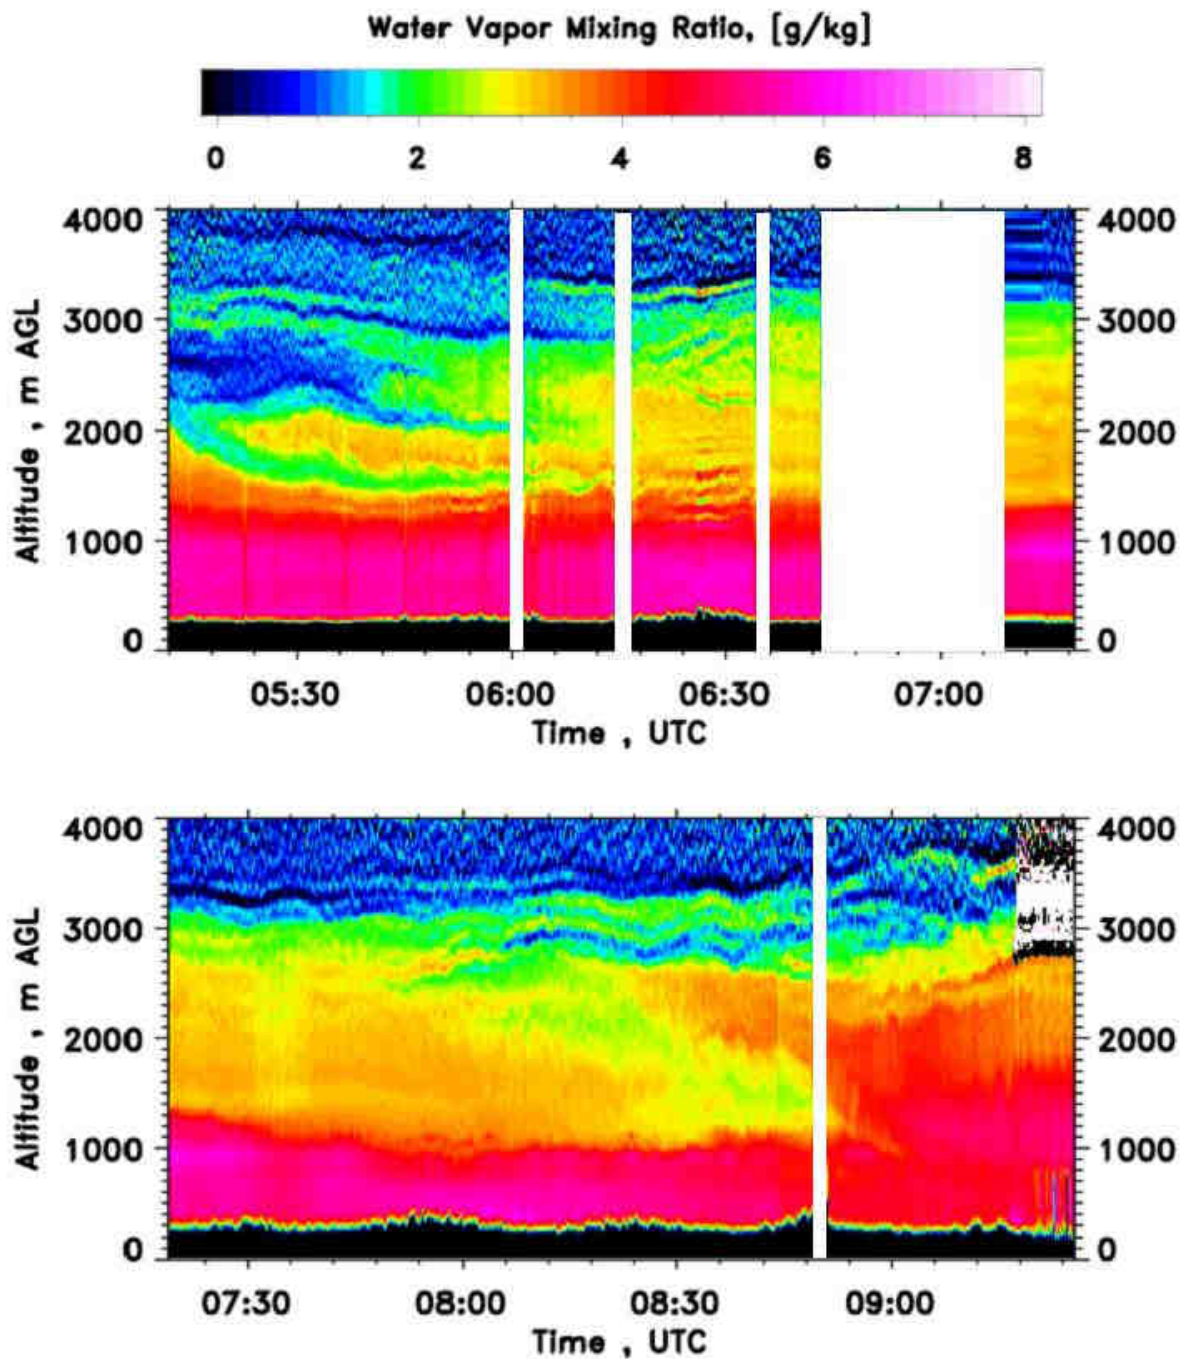 Water Vapor Mixing Ratio, [g/kg]
0 2 4 6 8
4000 4000
3000 3000
2000 2000
1000 1000
0 0
Altitude , m AGL
05:30 06:00 06:30 07:00
Time , UTC
4000 4000
3000 3000
2000 2000
1000 1000
0 0
Altitude , m AGL
07:30 08:00 08:30 09:00
Time , UTC